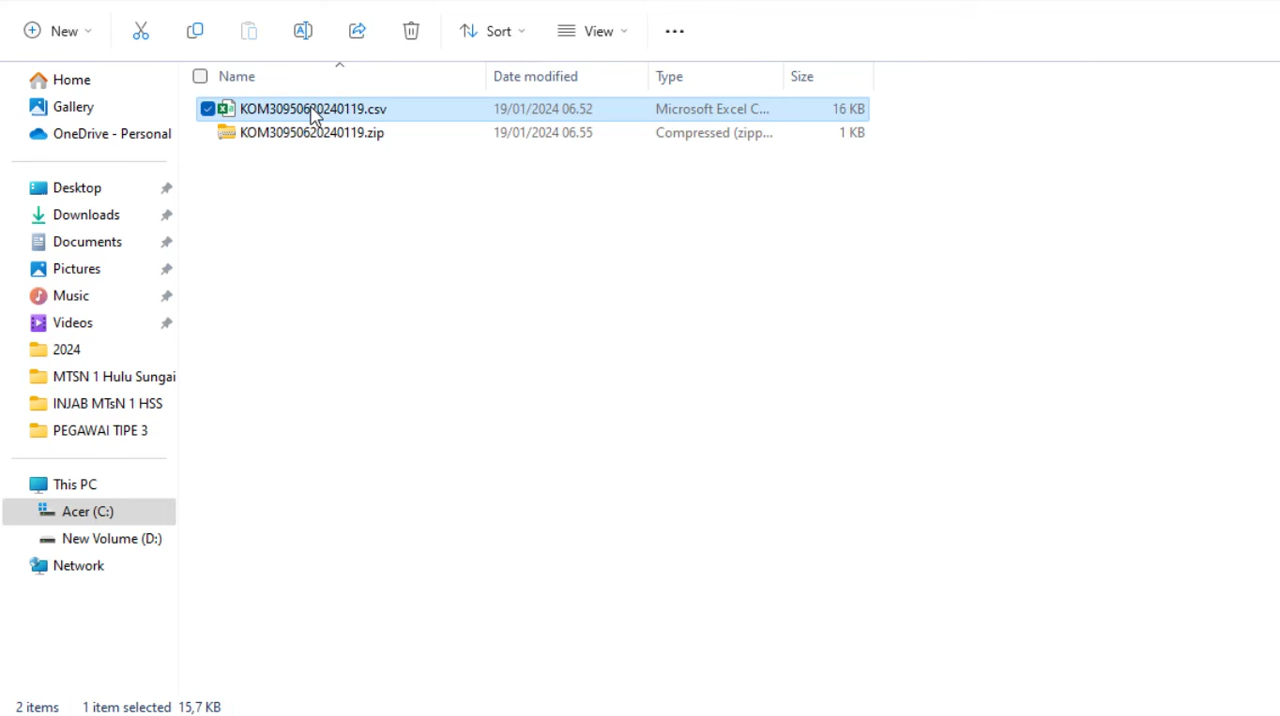 New
Sort
View
Name
Date modified
Type
Size
KOM30950620240119.csv
19/01/2024 06.52
Microsoft Excel C...
16 KB
KOM30950620240119.zip
19/01/2024 06.55
Compressed (zipp...
1 KB
Home
Gallery
OneDrive - Personal
Desktop
Downloads
Documents
Pictures
Music
Videos
2024
MTSN 1 Hulu Sungai
INJAB MTsN 1 HSS
PEGAWAI TIPE 3
This PC
Acer (C:)
New Volume (D:)
Network
2 items
1 item selected 15,7 KB